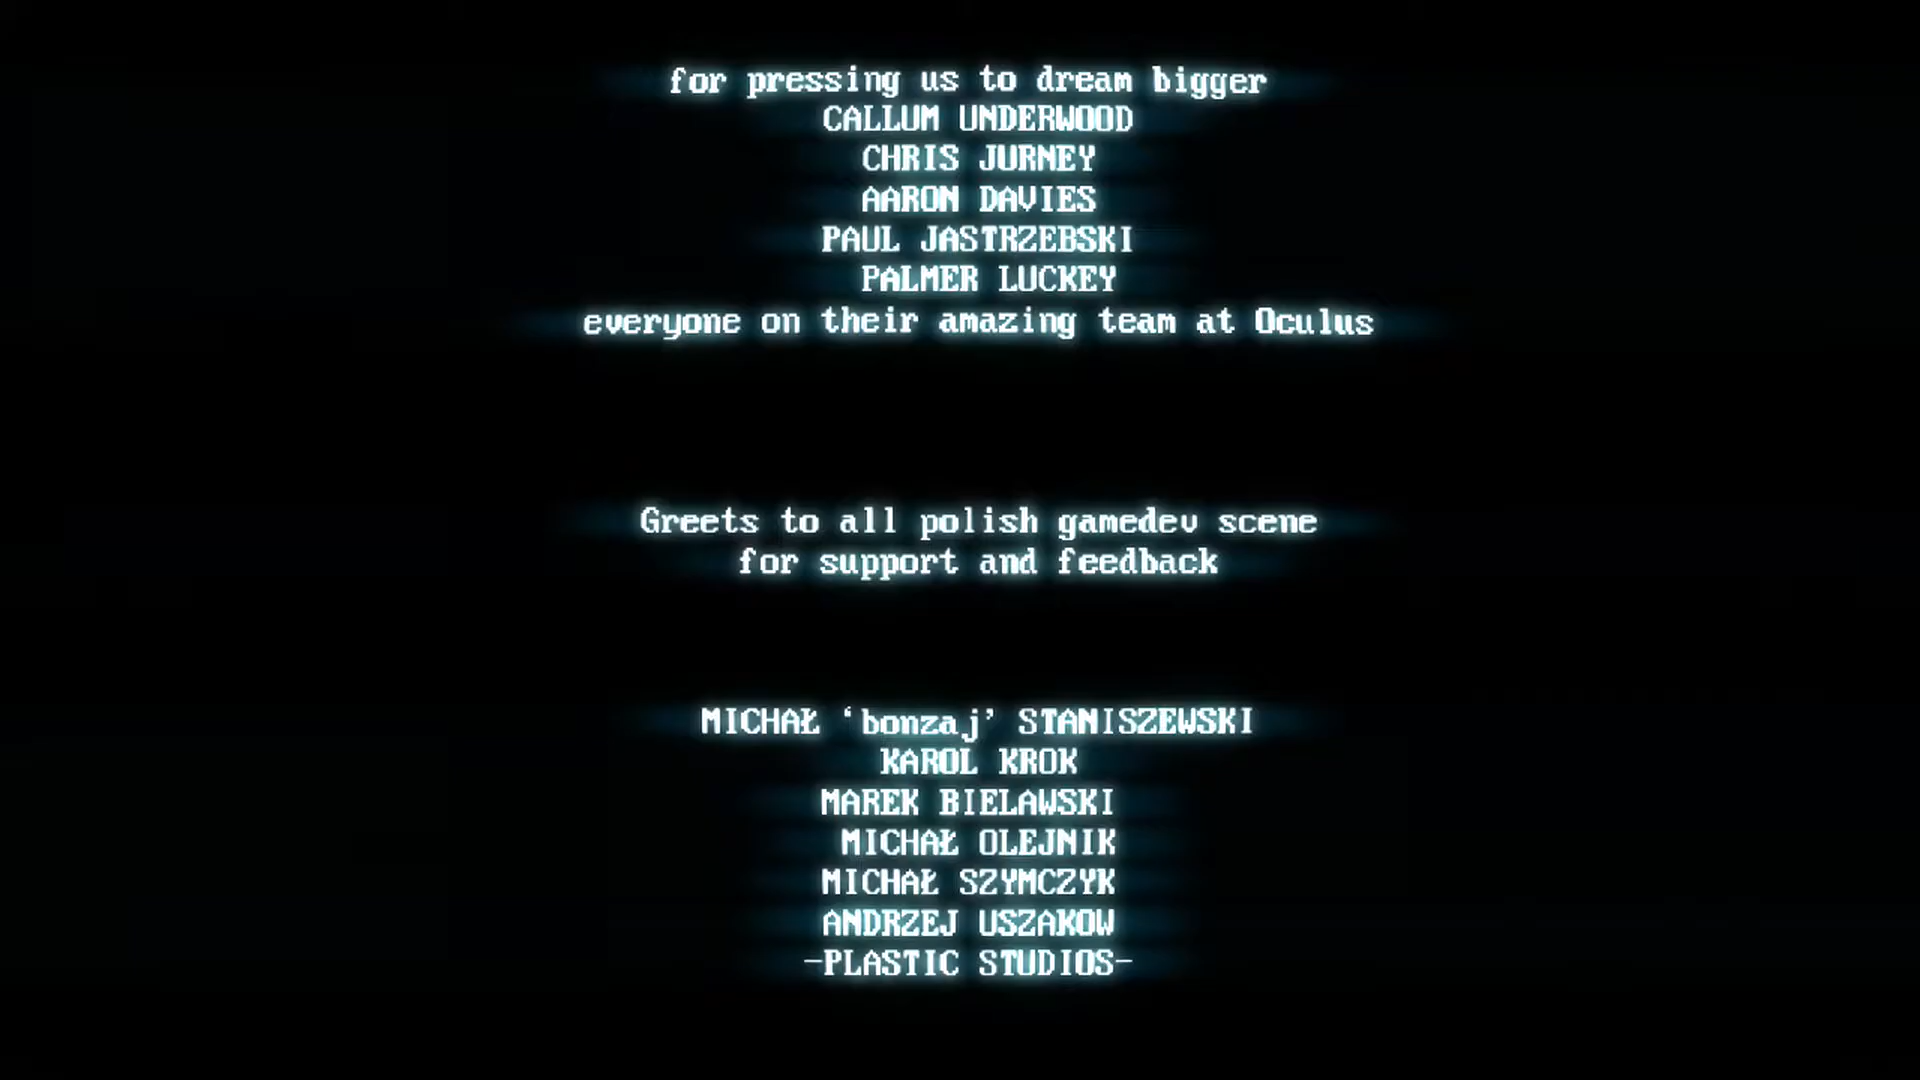 for pressing us to dream bigger
CALLUM UNDERWOOD
CHRIS JURNEY
AARON DAVIES
PAUL JASTRZEBSKI
PALMER LUCKEY
everyone on their amazing team at Oculus
Greets to all polish gamedev scene
for support and feedback
MICHAŁ ‘bonzaj’ STANISZEWSKI
KAROL KROK
MAREK BIELAWSKI
MICHAŁ OLEJNIK
MICHAŁ SZYMCZYK
ANDRZEJ USZAKOW
-PLASTIC STUDIOS-